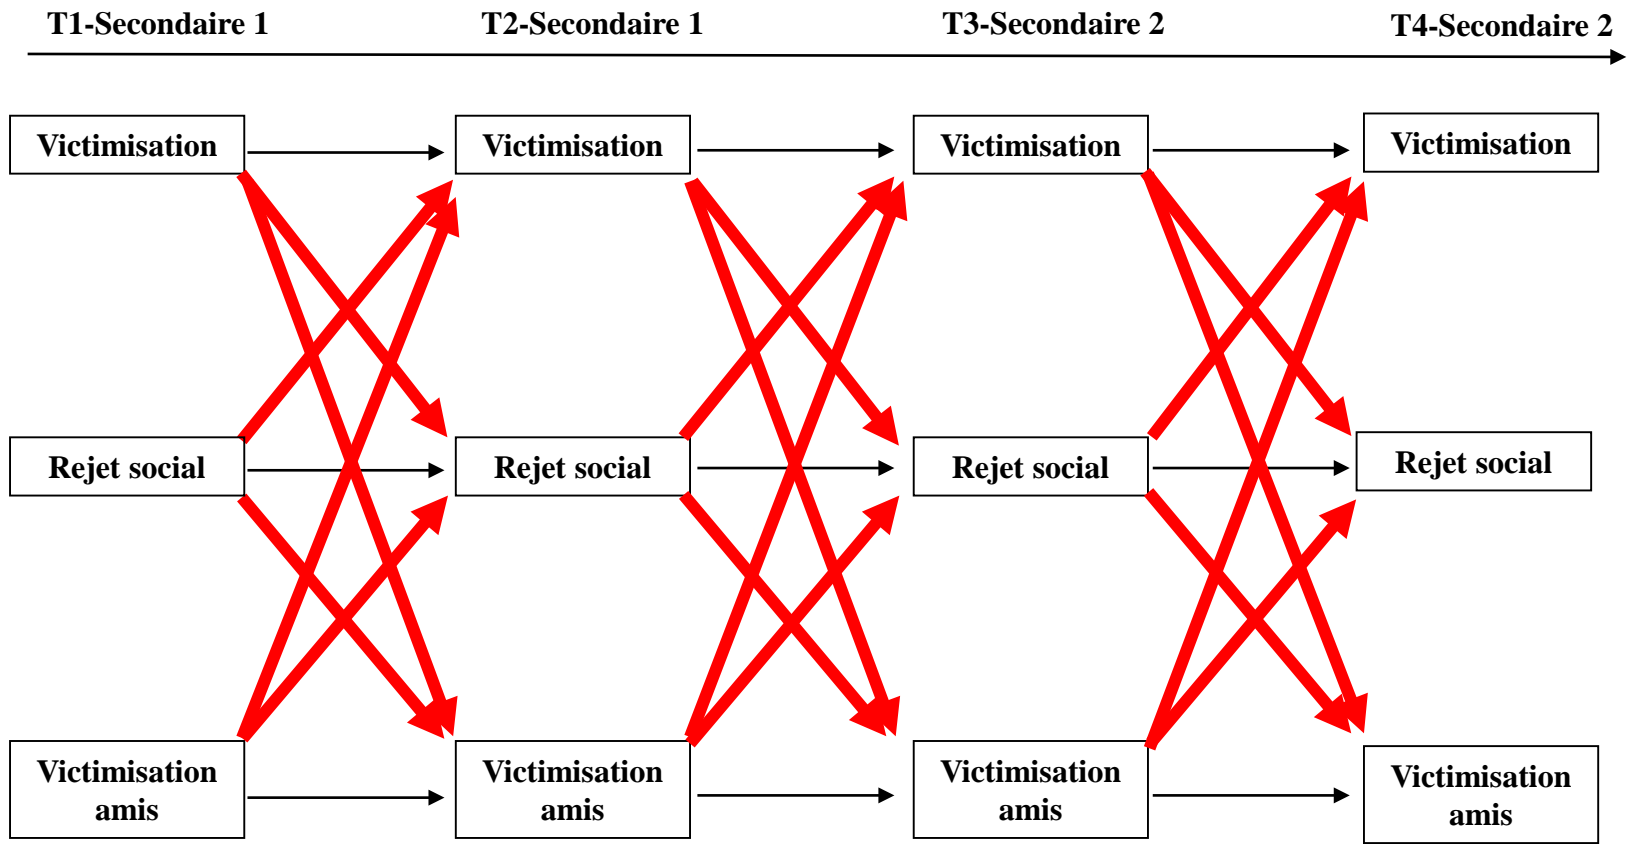 T1-Secondaire 1
T2-Secondaire 1
T3-Secondaire 2
T4-Secondaire 2
Victimisation
Victimisation
Victimisation
Victimisation
Rejet social
Rejet social
Rejet social
Rejet social
Victimisation
amis
Victimisation
amis
Victimisation
amis
Victimisation
amis